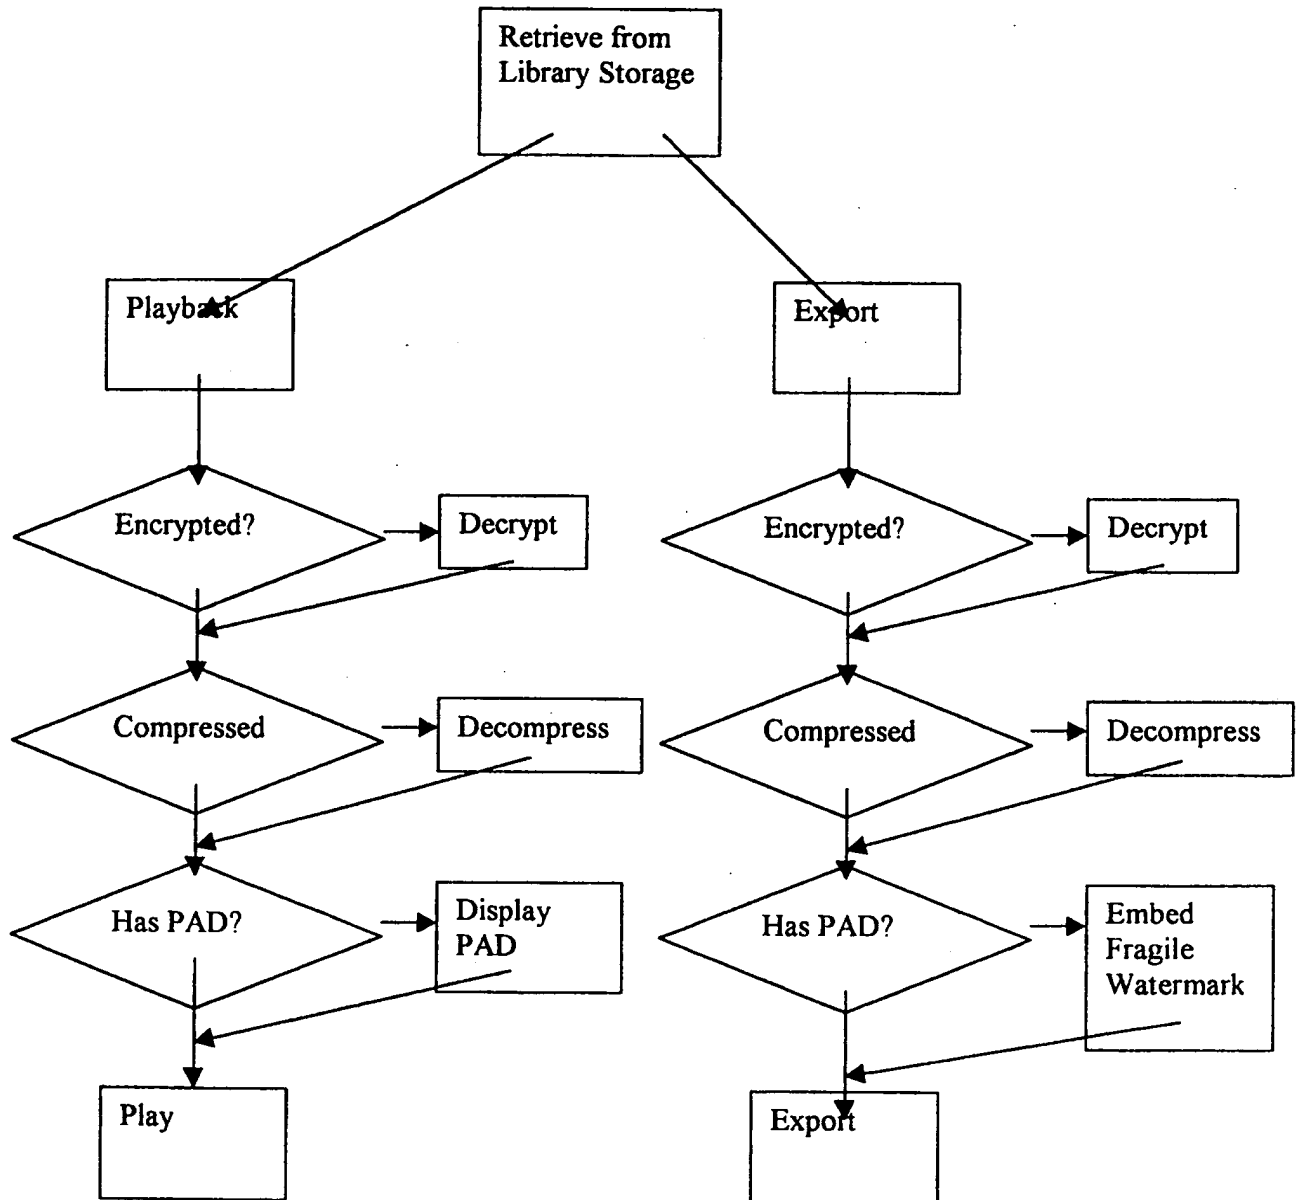 Retrieve from
Library Storage
Playback
Export
Encrypted?
Decrypt
Encrypted?
Decrypt
Compressed
Decompress
Compressed
Decompress
Has PAD?
Display
PAD
Has PAD?
Embed
Fragile
Watermark
Play
Export